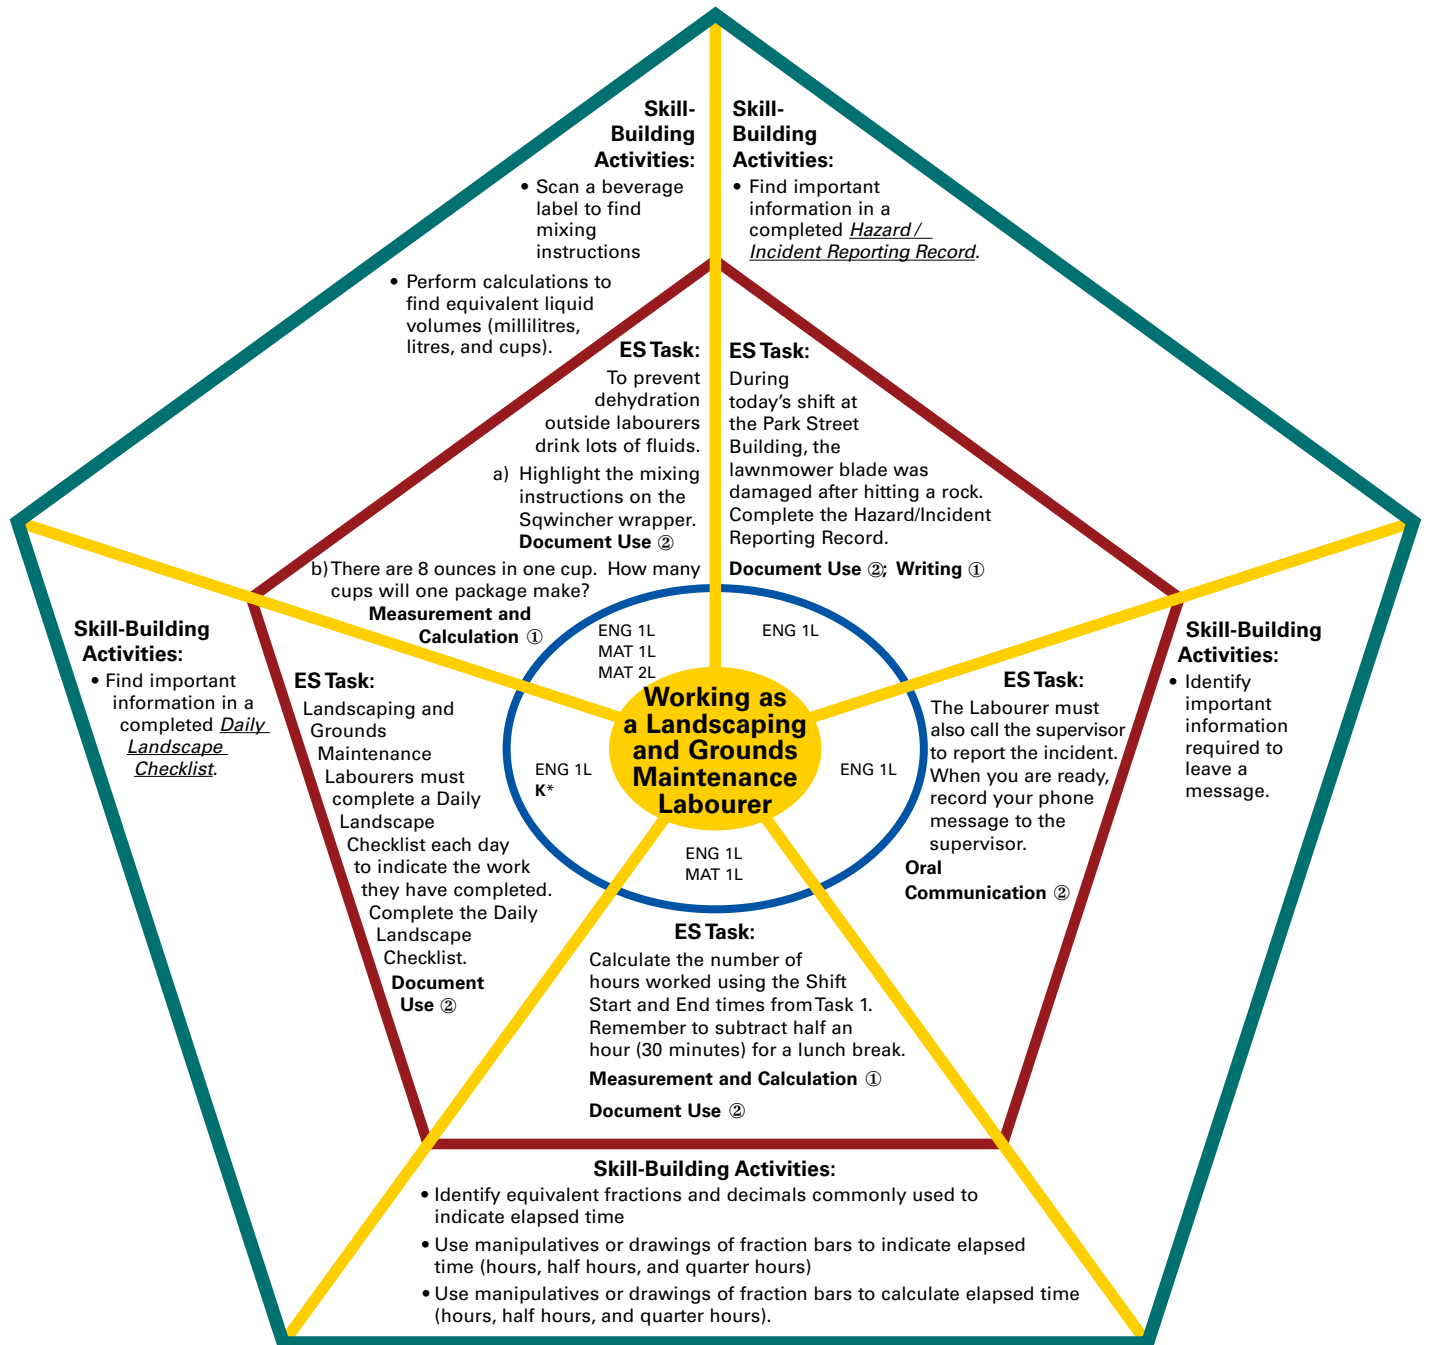 Skill-
Building
Activities:
• Scan a beverage
label to find
mixing
instructions
• Perform calculations to
find equivalent liquid
volumes (millilitres,
litres, and cups).
Skill-
Building
Activities:
• Find important
information in a
completed Hazard /
Incident Reporting Record.
ES Task:
To prevent
dehydration
outside labourers
drink lots of fluids.
a) Highlight the mixing
instructions on the
Sqwincher wrapper.
Document Use ②
b) There are 8 ounces in one cup. How many
cups will one package make?
Measurement and
Calculation ①
ES Task:
During
today's shift at
the Park Street
Building, the
lawnmower blade was
damaged after hitting a rock.
Complete the Hazard/Incident
Reporting Record.
Document Use ②; Writing ①
Skill-Building
Activities:
• Find important
information in a
completed Daily
Landscape
Checklist.
ES Task:
Landscaping and
Grounds
Maintenance
Labourers must
complete a Daily
Landscape
Checklist each day
to indicate the work
they have completed.
Complete the Daily
Landscape
Checklist.
Document
Use ②
ENG 1L
MAT 1L
MAT 2L
ENG 1L
Working as
a Landscaping
and Grounds
Maintenance
Labourer
ENG 1L
K*
ENG 1L
ENG 1L
MAT 1L
ES Task:
The Labourer must
also call the supervisor
to report the incident.
When you are ready,
record your phone
message to the
supervisor.
Oral
Communication ②
Skill-Building
Activities:
• Identify
important
information
required to
leave a
message.
ES Task:
Calculate the number of
hours worked using the Shift
Start and End times from Task 1.
Remember to subtract half an
hour (30 minutes) for a lunch break.
Measurement and Calculation ①
Document Use ②
Skill-Building Activities:
• Identify equivalent fractions and decimals commonly used to
indicate elapsed time
• Use manipulatives or drawings of fraction bars to indicate elapsed
time (hours, half hours, and quarter hours)
• Use manipulatives or drawings of fraction bars to calculate elapsed time
(hours, half hours, and quarter hours).